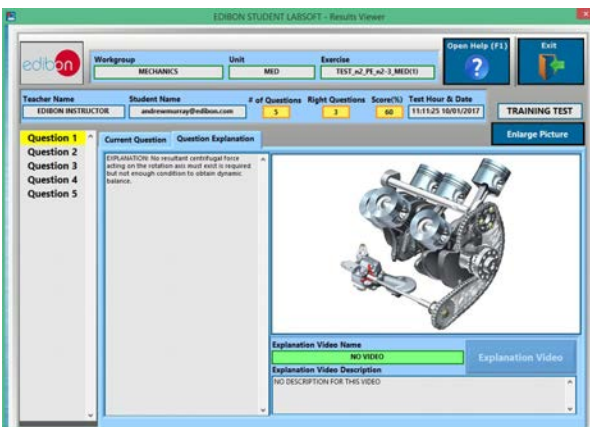 EDIBON STUDENT LABSOFT - Results Viewer
edibon
Workgroup
MECHANICS
Unit
MED
Exercise
TEST_n2_PE_n2-3_MED(1)
Open Help (F1)
?
Exit
Teacher Name
EDIBON INSTRUCTOR
Student Name
andrewmurray@edibon.com
# of Questions
5
Right Questions
3
Score(%)
60
Test Hour & Date
11:11:25 10/01/2017
TRAINING TEST
Enlarge Picture
Question 1
Question 2
Question 3
Question 4
Question 5
Current Question
Question Explanation
EXPLANATION: No resultant centrifugal force
acting on the rotation axis must exist is required
but not enough condition to obtain dynamic
balance.
Explanation Video Name
NO VIDEO
Explanation Video
Explanation Video Description
NO DESCRIPTION FOR THIS VIDEO